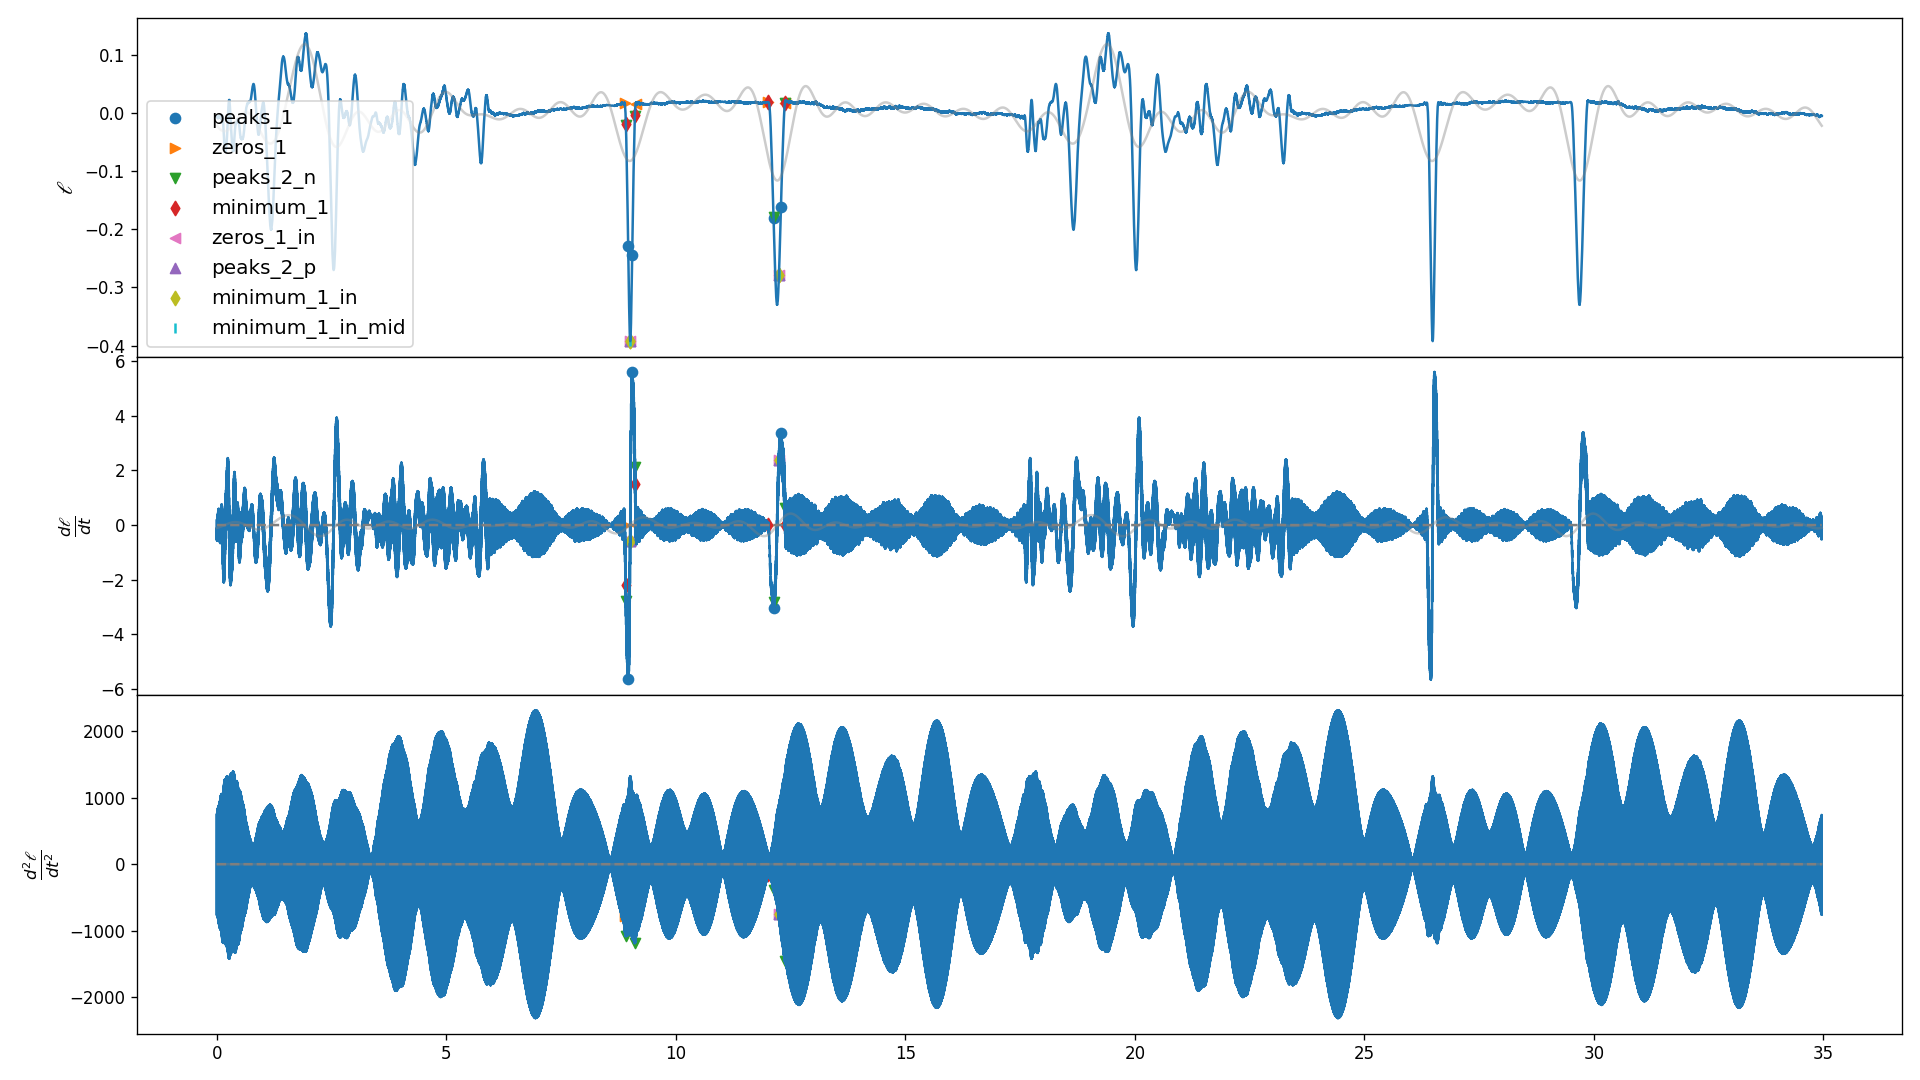 0.1
0.0
−0.1
−0.2
−0.3
−0.4
ℓ
peaks_1
zeros_1
peaks_2_n
minimum_1
zeros_1_in
peaks_2_p
minimum_1_in
minimum_1_in_mid
6
4
2
0
−2
−4
−6
dℓ
dt
2000
1000
0
−1000
−2000
d²ℓ
dt²
0 5 10 15 20 25 30 35